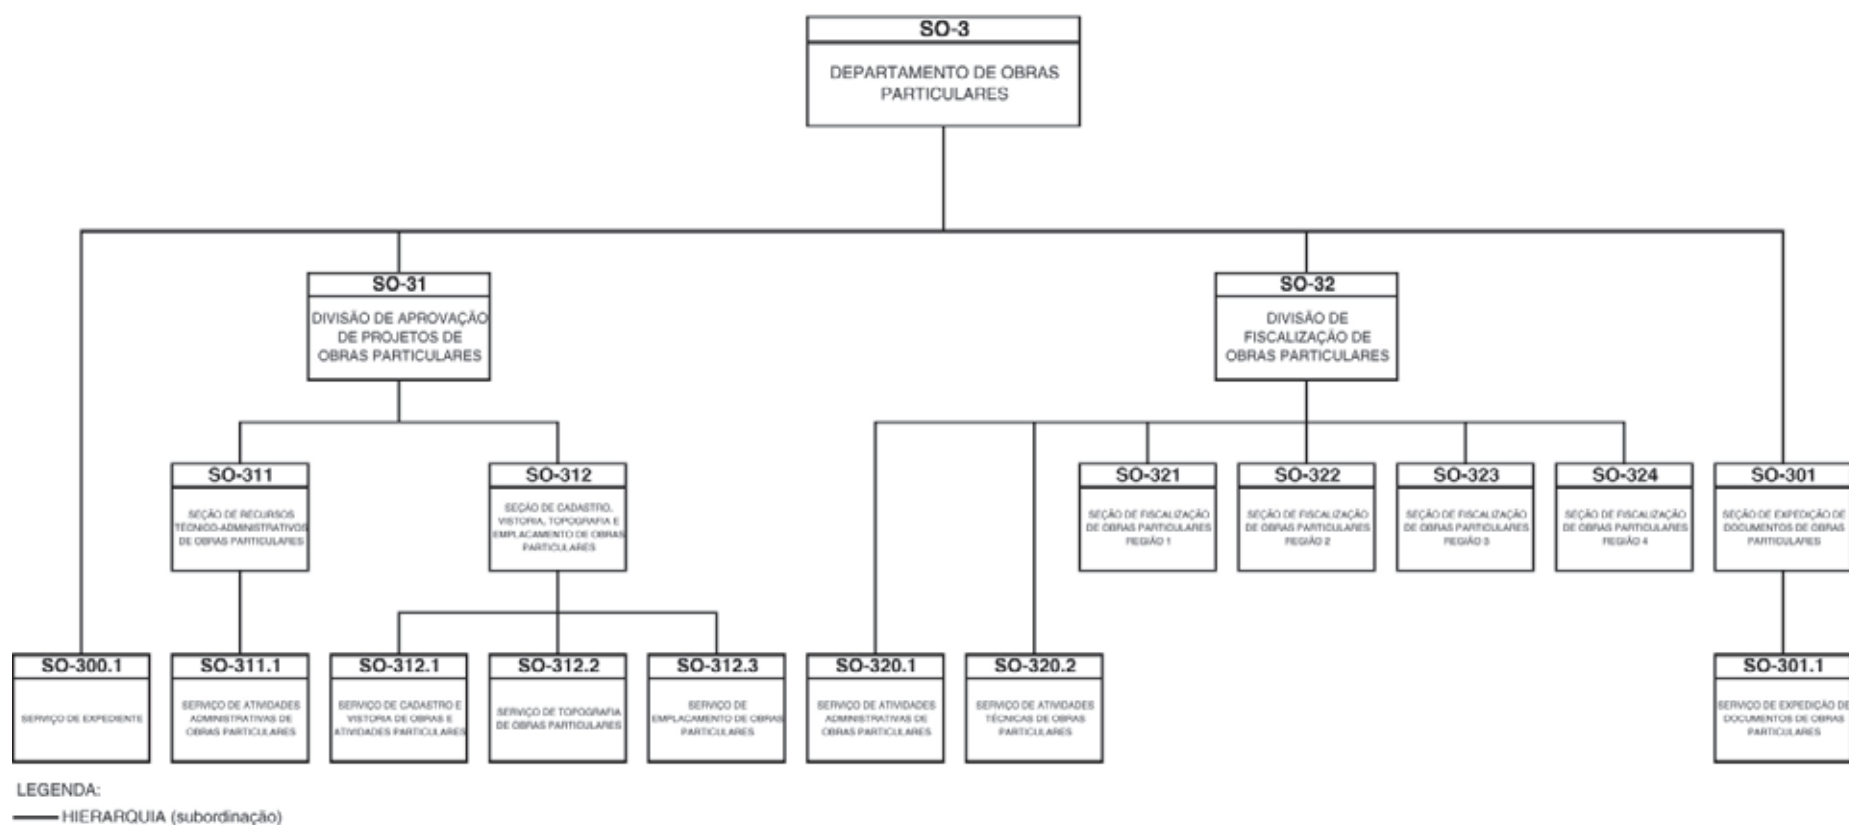 SO-3
DEPARTAMENTO DE OBRAS
PARTICULARES
SO-31
DIVISÃO DE APROVAÇÃO
DE PROJETOS DE
OBRAS PARTICULARES
SO-32
DIVISÃO DE
FISCALIZAÇÃO DE
OBRAS PARTICULARES
SO-311
SEÇÃO DE RECURSOS
TÉCNICO-ADMINISTRATIVOS
DE OBRAS PARTICULARES
SO-312
SEÇÃO DE CADASTRO,
VISTORIA, TOPOGRAFIA E
EMPLACAMENTO DE OBRAS
PARTICULARES
SO-321
SEÇÃO DE FISCALIZAÇÃO
DE OBRAS PARTICULARES
REGIÃO 1
SO-322
SEÇÃO DE FISCALIZAÇÃO
DE OBRAS PARTICULARES
REGIÃO 2
SO-323
SEÇÃO DE FISCALIZAÇÃO
DE OBRAS PARTICULARES
REGIÃO 3
SO-324
SEÇÃO DE FISCALIZAÇÃO
DE OBRAS PARTICULARES
REGIÃO 4
SO-301
SEÇÃO DE EXPEDIÇÃO DE
DOCUMENTOS DE OBRAS
PARTICULARES
SO-300.1
SERVIÇO DE EXPEDIENTE
SO-311.1
SERVIÇO DE ATIVIDADES
ADMINISTRATIVAS DE
OBRAS PARTICULARES
SO-312.1
SERVIÇO DE CADASTRO E
VISTORIA DE OBRAS E
ATIVIDADES PARTICULARES
SO-312.2
SERVIÇO DE TOPOGRAFIA
DE OBRAS PARTICULARES
SO-312.3
SERVIÇO DE
EMPLACAMENTO DE OBRAS
PARTICULARES
SO-320.1
SERVIÇO DE ATIVIDADES
ADMINISTRATIVAS DE
OBRAS PARTICULARES
SO-320.2
SERVIÇO DE ATIVIDADES
TÉCNICAS DE OBRAS
PARTICULARES
SO-301.1
SERVIÇO DE EXPEDIÇÃO DE
DOCUMENTOS DE OBRAS
PARTICULARES
LEGENDA:
HIERARQUIA (subordinação)